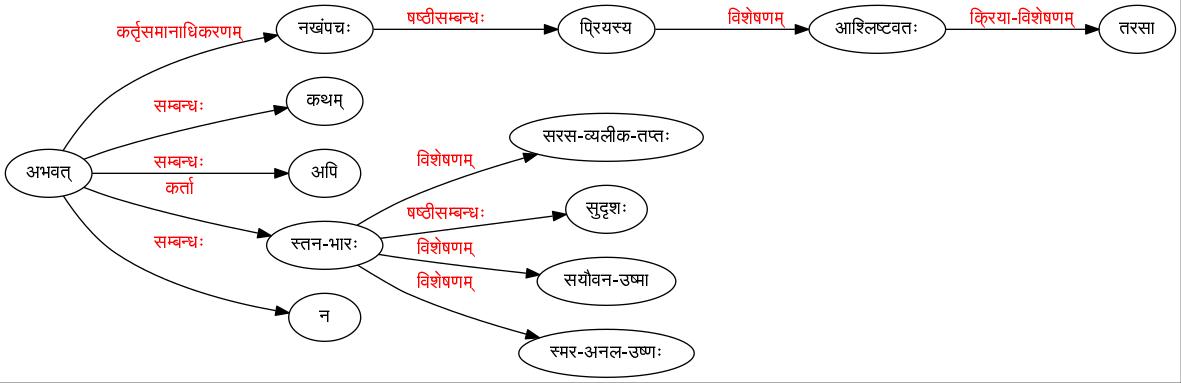 कर्तृसमानाधिकरणम्
नखंपचः
षष्ठीसम्बन्धः
प्रियस्य
विशेषणम्
आश्लिष्टवतः
क्रिया-विशेषणम्
तरसा
सम्बन्धः
कथम्
सरस-व्यलीक-तप्तः
अभवत्
सम्बन्धः
अपि
विशेषणम्
कर्ता
षष्ठीसम्बन्धः
सुदृशः
स्तन-भारः
विशेषणम्
सम्बन्धः
विशेषणम्
सयौवन-उष्मा
न
स्मर-अनल-उष्णः